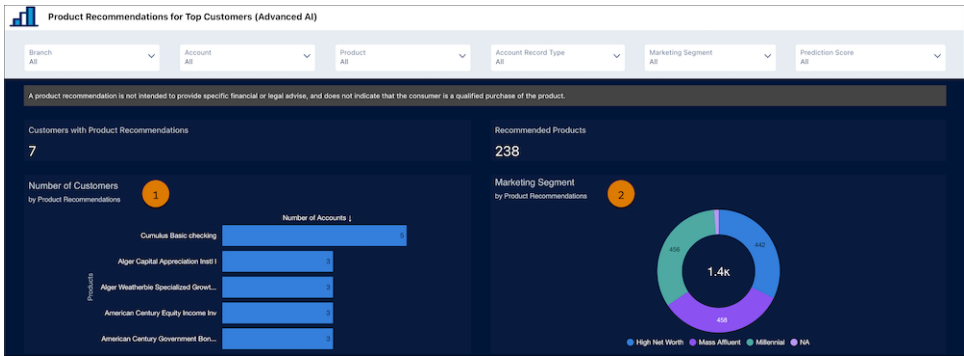 Product Recommendations for Top Customers (Advanced AI)
Branch
All
Account
All
Product
All
Account Record Type
All
Marketing Segment
All
Prediction Score
All
A product recommendation is not intended to provide specific financial or legal advise, and does not indicate that the consumer is a qualified purchase of the product.
Customers with Product Recommendations
7
Recommended Products
238
Number of Customers
by Product Recommendations
1
Number of Accounts ↓
Products
Cumulus Basic checking
5
Alger Capital Appreciation Instl I
3
Alger Weatherbie Specialized Growt...
3
American Century Equity Income Inv
3
American Century Government Bon...
3
Marketing Segment
by Product Recommendations
2
456
442
1.4K
458
High Net Worth Mass Affluent Millennial NA